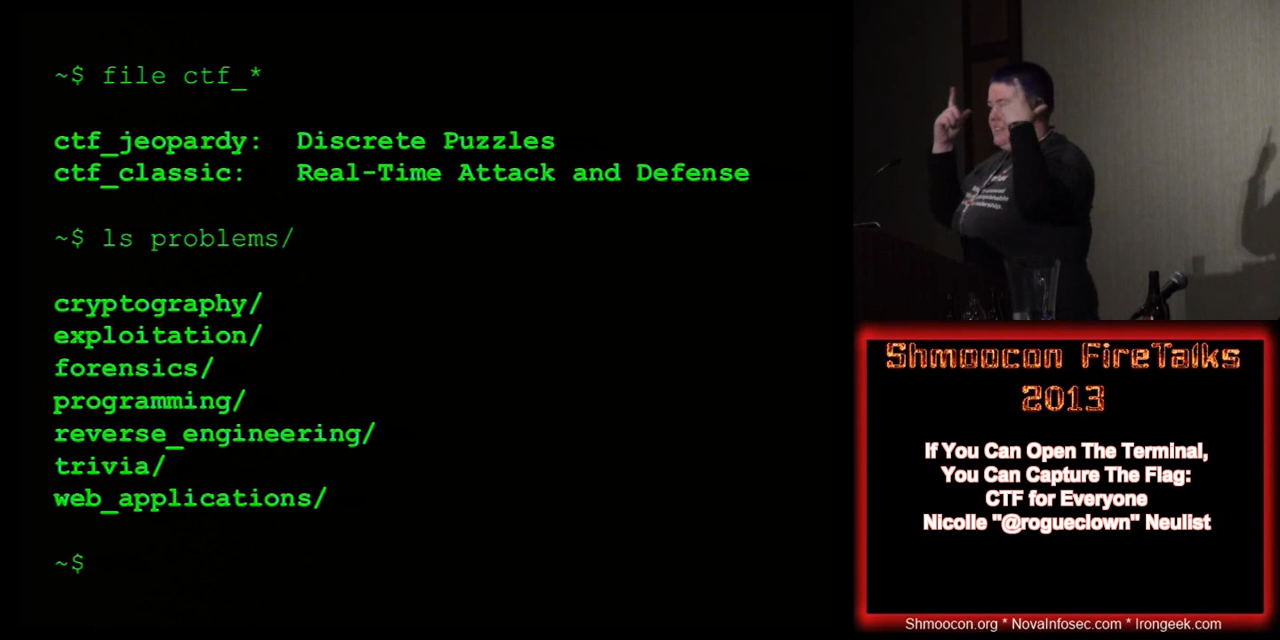 ~$ file ctf_*
ctf_jeopardy: Discrete Puzzles
ctf_classic: Real-Time Attack and Defense
~$ ls problems/
cryptography/
exploitation/
forensics/
programming/
reverse_engineering/
trivia/
web_applications/
~$
Shmoocon FireTalks
2013
If You Can Open The Terminal,
You Can Capture The Flag:
CTF for Everyone
Nicolle "@rogueclown" Neulist
Shmoocon.org * NovaInfosec.com * Irongeek.com